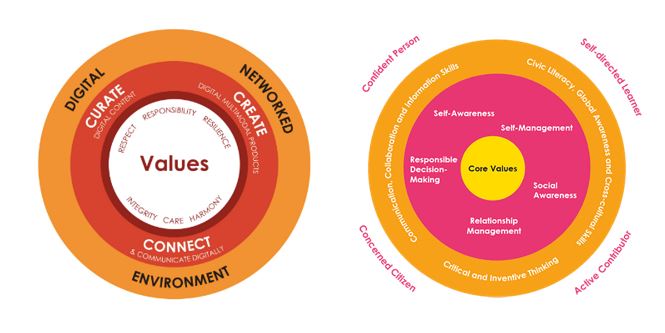 DIGITAL
NETWORKED
ENVIRONMENT
CURATE
DIGITAL CONTENT
CREATE
DIGITAL MULTIMODAL PRODUCTS
CONNECT
& COMMUNICATE DIGITALLY
RESPECT
RESPONSIBILITY
RESILIENCE
INTEGRITY
CARE
HARMONY
Values
Confident Person
Self-directed Learner
Concerned Citizen
Active Contributor
Communication, Collaboration and Information Skills
Civic Literacy, Global Awareness and Cross-cultural Skills
Critical and Inventive Thinking
Self-Awareness
Self-Management
Responsible
Decision-
Making
Core Values
Social
Awareness
Relationship
Management